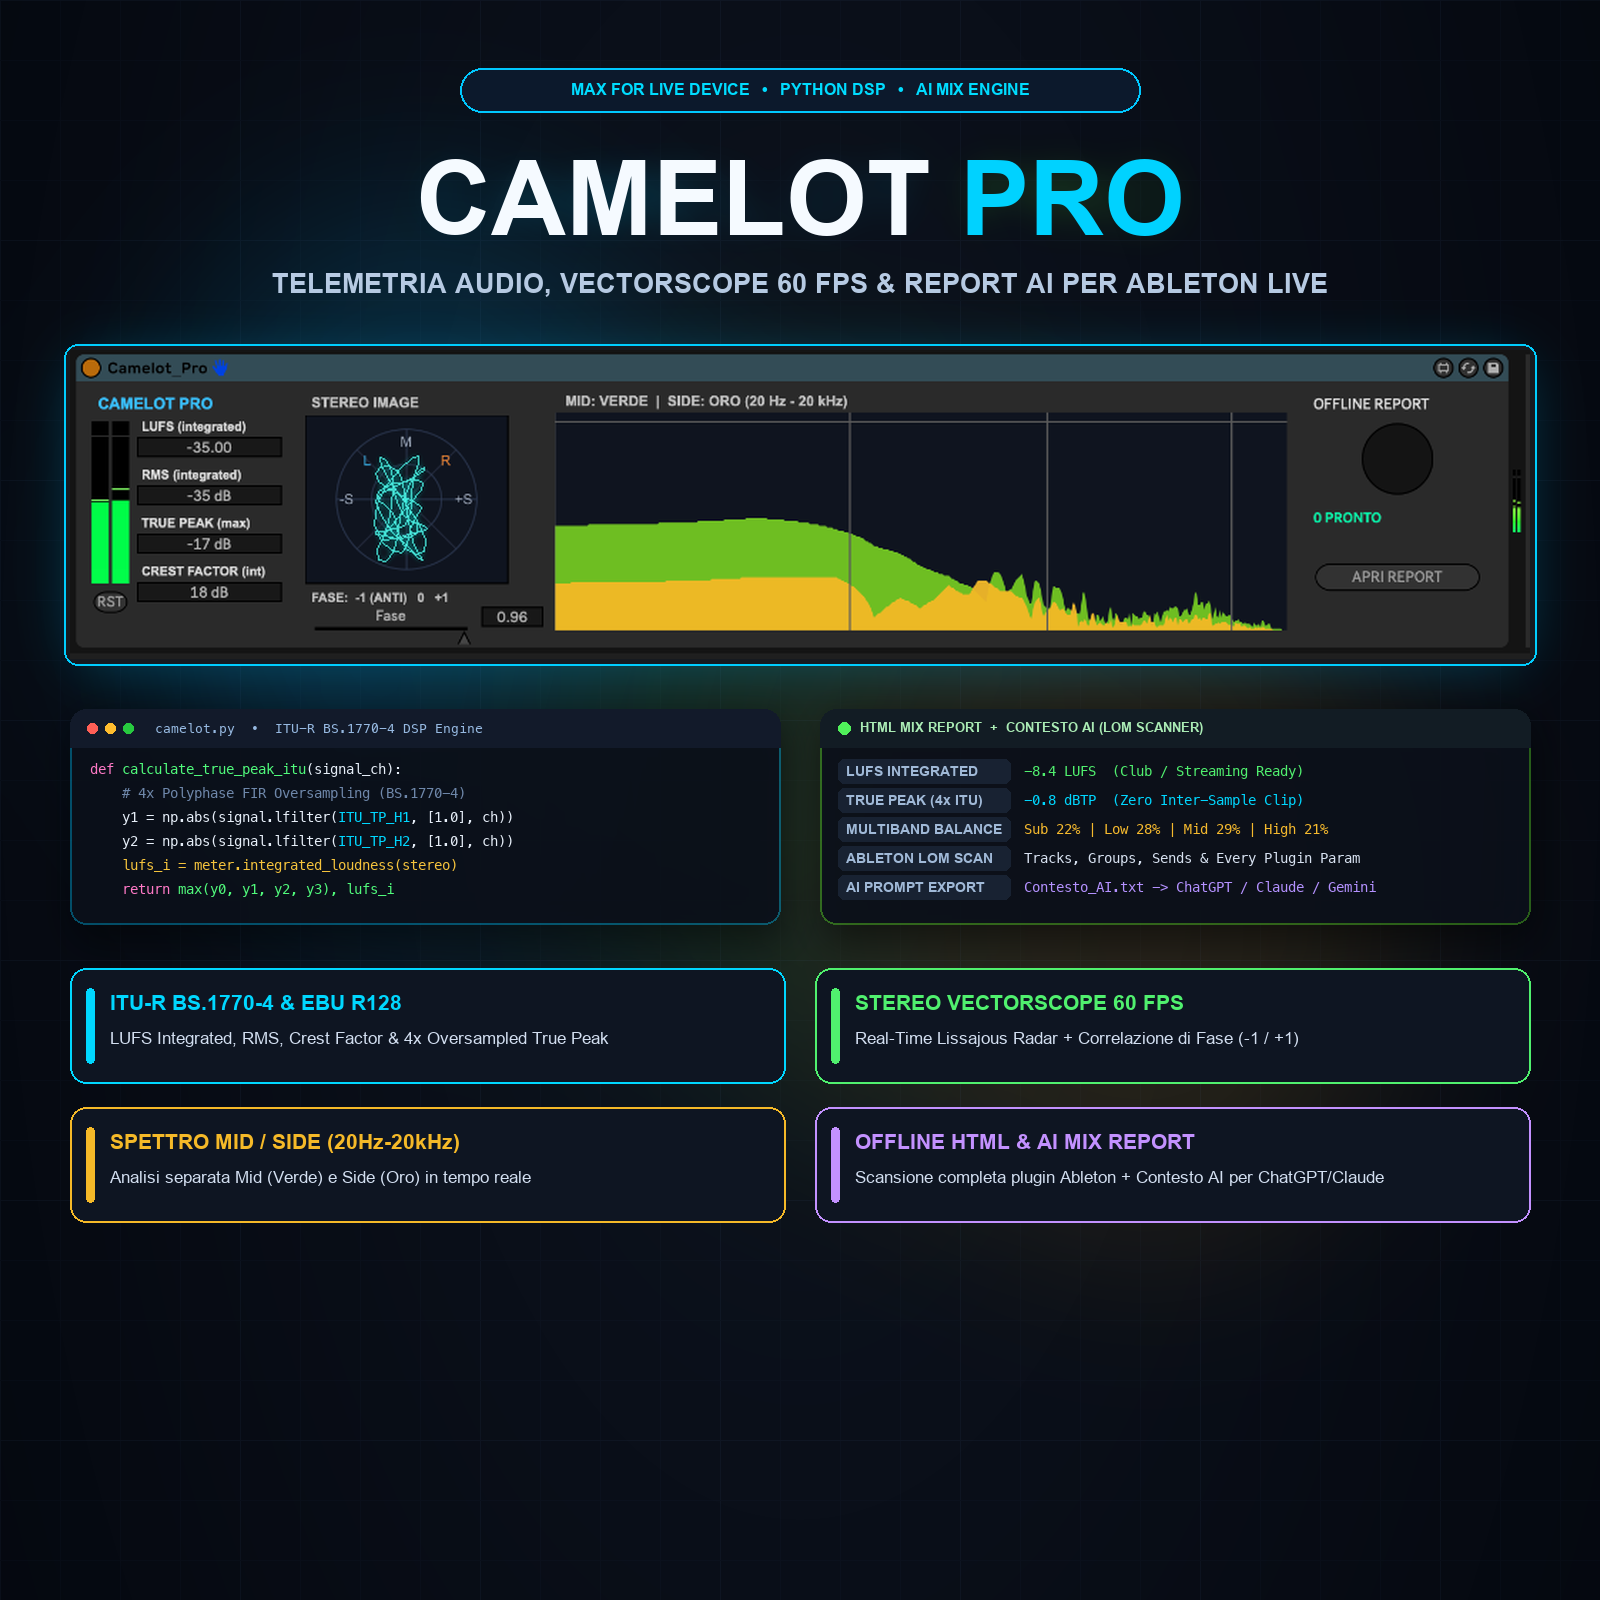 MAX FOR LIVE DEVICE • PYTHON DSP • AI MIX ENGINE
CAMELOT PRO
TELEMETRIA AUDIO, VECTORSCOPE 60 FPS & REPORT AI PER ABLETON LIVE
Camelot_Pro
CAMELOT PRO
LUFS (integrated)
-35.00
RMS (integrated)
-35 dB
TRUE PEAK (max)
-17 dB
CREST FACTOR (int)
18 dB
RST
STEREO IMAGE
M
L
R
-S
+S
FASE: -1 (ANTI) 0 +1
Fase
0.96
MID: VERDE | SIDE: ORO (20 Hz - 20 kHz)
OFFLINE REPORT
0 PRONTO
APRI REPORT
camelot.py • ITU-R BS.1770-4 DSP Engine
def calculate_true_peak_itu(signal_ch):
# 4x Polyphase FIR Oversampling (BS.1770-4)
y1 = np.abs(signal.lfilter(ITU_TP_H1, [1.0], ch))
y2 = np.abs(signal.lfilter(ITU_TP_H2, [1.0], ch))
lufs_i = meter.integrated_loudness(stereo)
return max(y0, y1, y2, y3), lufs_i
HTML MIX REPORT + CONTESTO AI (LOM SCANNER)
LUFS INTEGRATED −8.4 LUFS (Club / Streaming Ready)
TRUE PEAK (4x ITU) −0.8 dBTP (Zero Inter-Sample Clip)
MULTIBAND BALANCE Sub 22% | Low 28% | Mid 29% | High 21%
ABLETON LOM SCAN Tracks, Groups, Sends & Every Plugin Param
AI PROMPT EXPORT Contesto_AI.txt −> ChatGPT / Claude / Gemini
ITU-R BS.1770-4 & EBU R128
LUFS Integrated, RMS, Crest Factor & 4x Oversampled True Peak
STEREO VECTORSCOPE 60 FPS
Real-Time Lissajous Radar + Correlazione di Fase (-1 / +1)
SPETTRO MID / SIDE (20Hz-20kHz)
Analisi separata Mid (Verde) e Side (Oro) in tempo reale
OFFLINE HTML & AI MIX REPORT
Scansione completa plugin Ableton + Contesto AI per ChatGPT/Claude